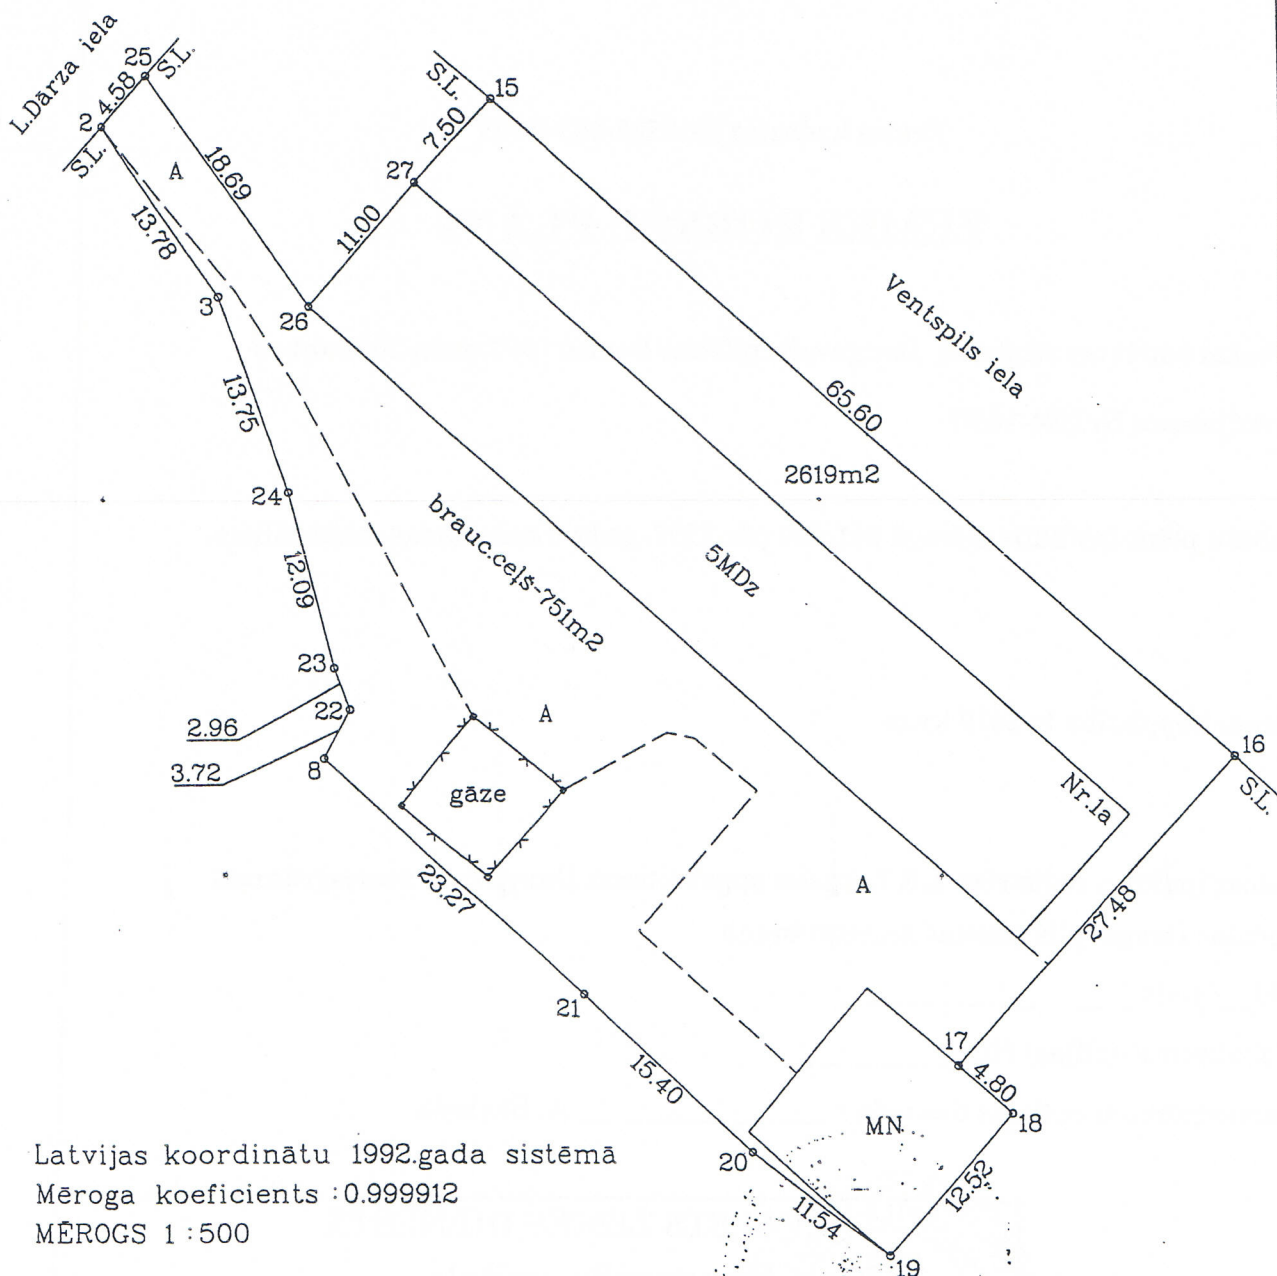 L.Dārza iela
25
S.L.
4.58
2
S.L.
A
18.69
13.78
S.L.
15
7.50
27
11.00
3
26
Ventspils iela
13.75
65.60
2619m2
24
brauc.ceļš-751m2
5MDz
12.09
23
22
2.96
3.72
8
A
16
S.L.
gāze
Nr.1a
A
23.27
27.48
21
17
4.80
18
15.40
MN
20
12.52
11.54
19
Latvijas koordinātu 1992.gada sistēmā
Mēroga koeficients :0.999912
MĒROGS 1:500